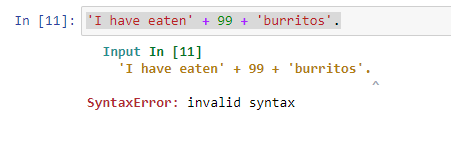 In [11]: 'I have eaten' + 99 + 'burritos'.
Input In [11]
'I have eaten' + 99 + 'burritos'.
^
SyntaxError: invalid syntax